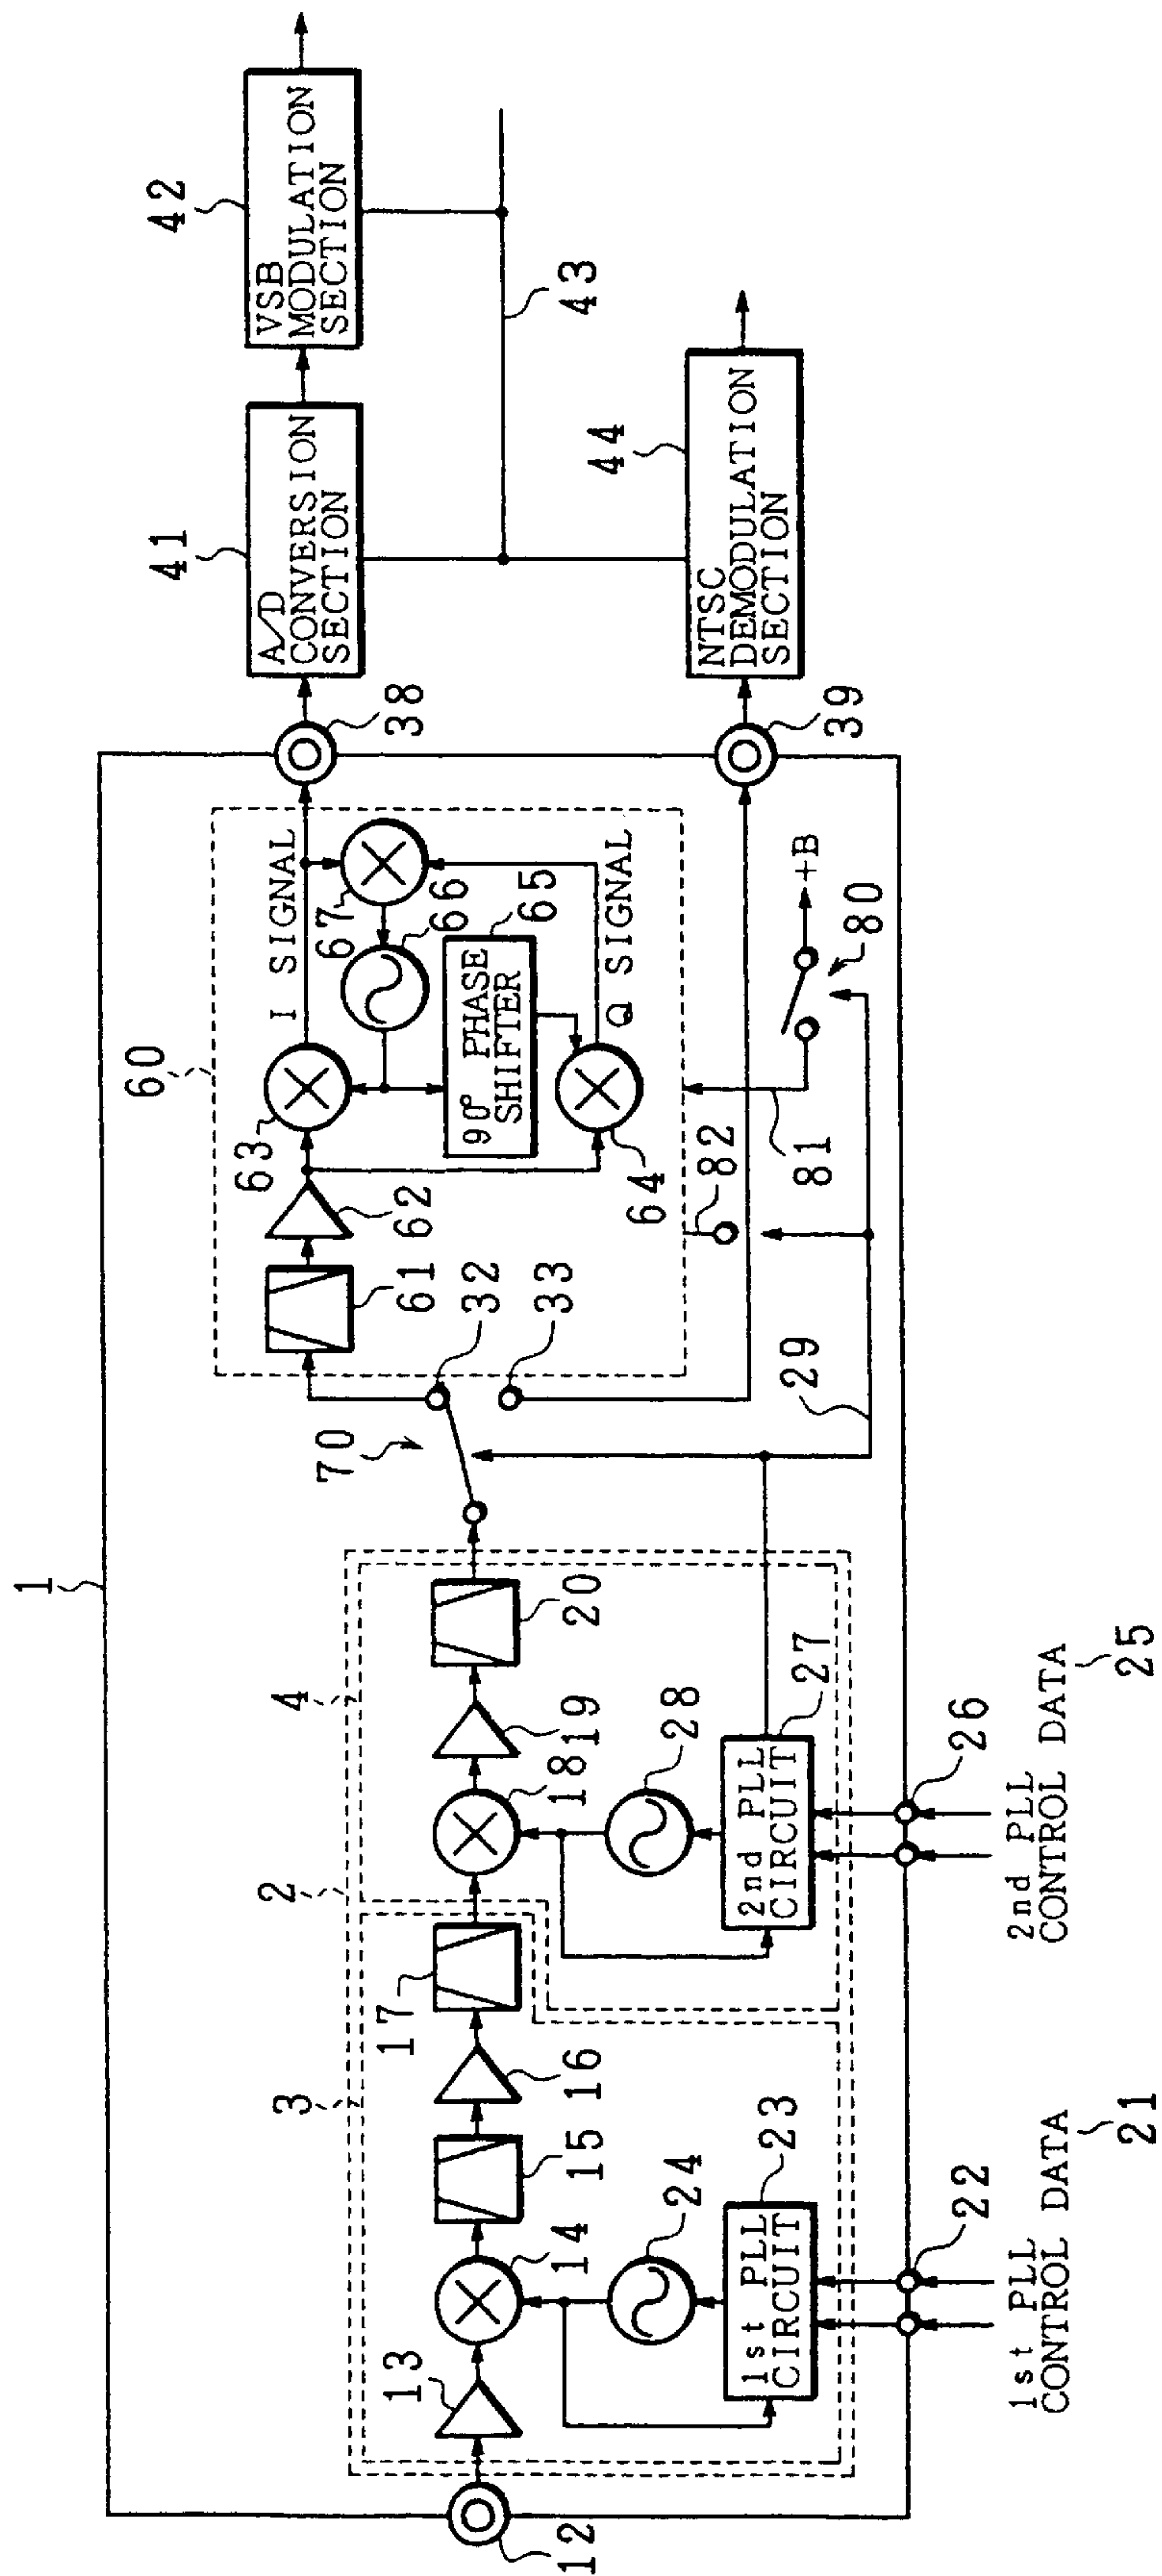 1
2
3
4
12
13
14
15
16
17
18
19
20
1st PLL
CIRCUIT
23
24
2nd PLL
CIRCUIT
27
28
22
26
1st PLL
CONTROL DATA
21
2nd PLL
CONTROL DATA
25
70
32
33
29
60
61
62
63
64
90° PHASE
SHIFTER
65
66
67
I SIGNAL
Q SIGNAL
82
81
80
+B
38
39
41
A/D
CONVERSION
SECTION
42
VSB
MODULATION
SECTION
43
44
NTSC
DEMODULATION
SECTION